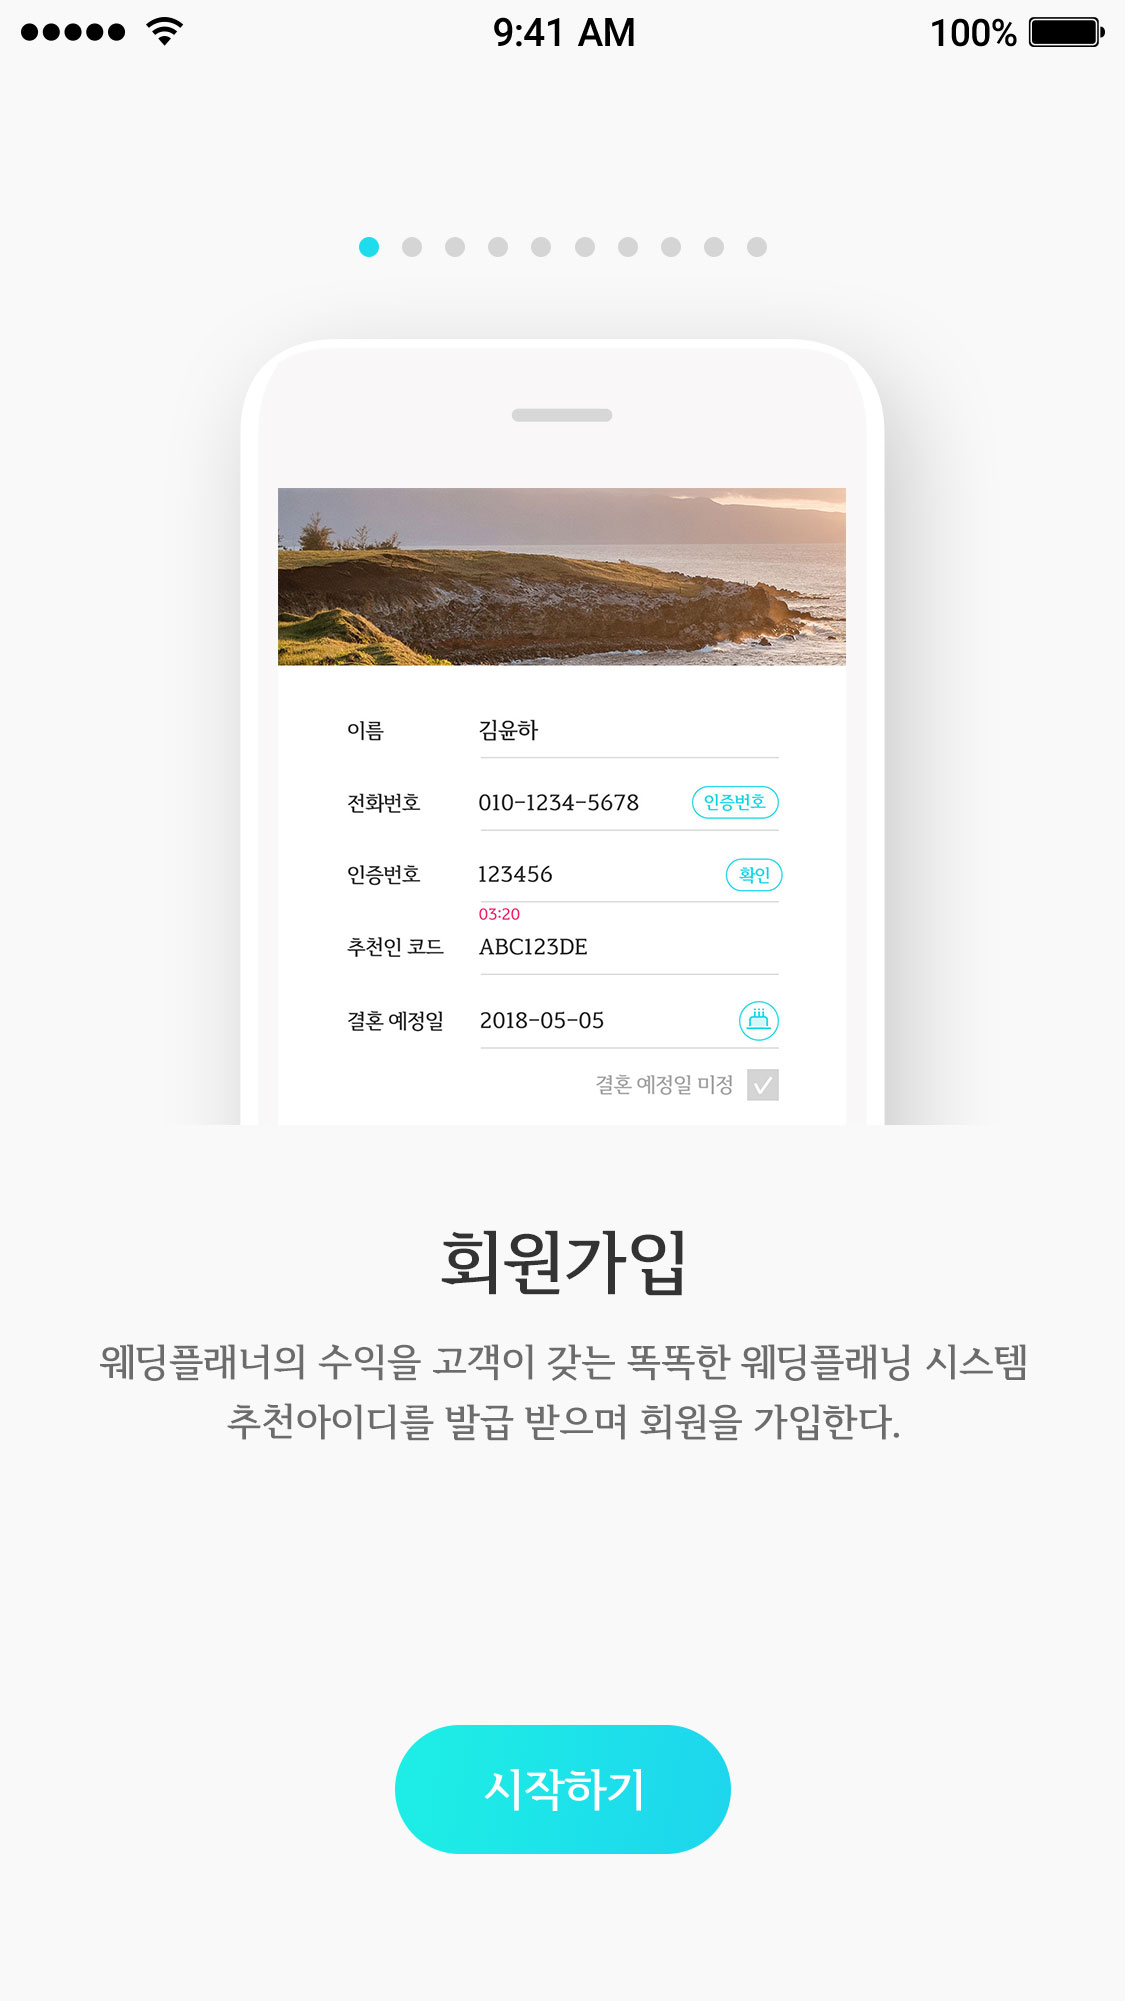 9:41 AM
100%
이름 김윤하
전화번호 010-1234-5678 인증번호
인증번호 123456 확인
03:20
추천인 코드 ABC123DE
결혼 예정일 2018-05-05
결혼 예정일 미정
회원가입
웨딩플래너의 수익을 고객이 갖는 똑똑한 웨딩플래닝 시스템
추천아이디를 발급 받으며 회원을 가입한다.
시작하기